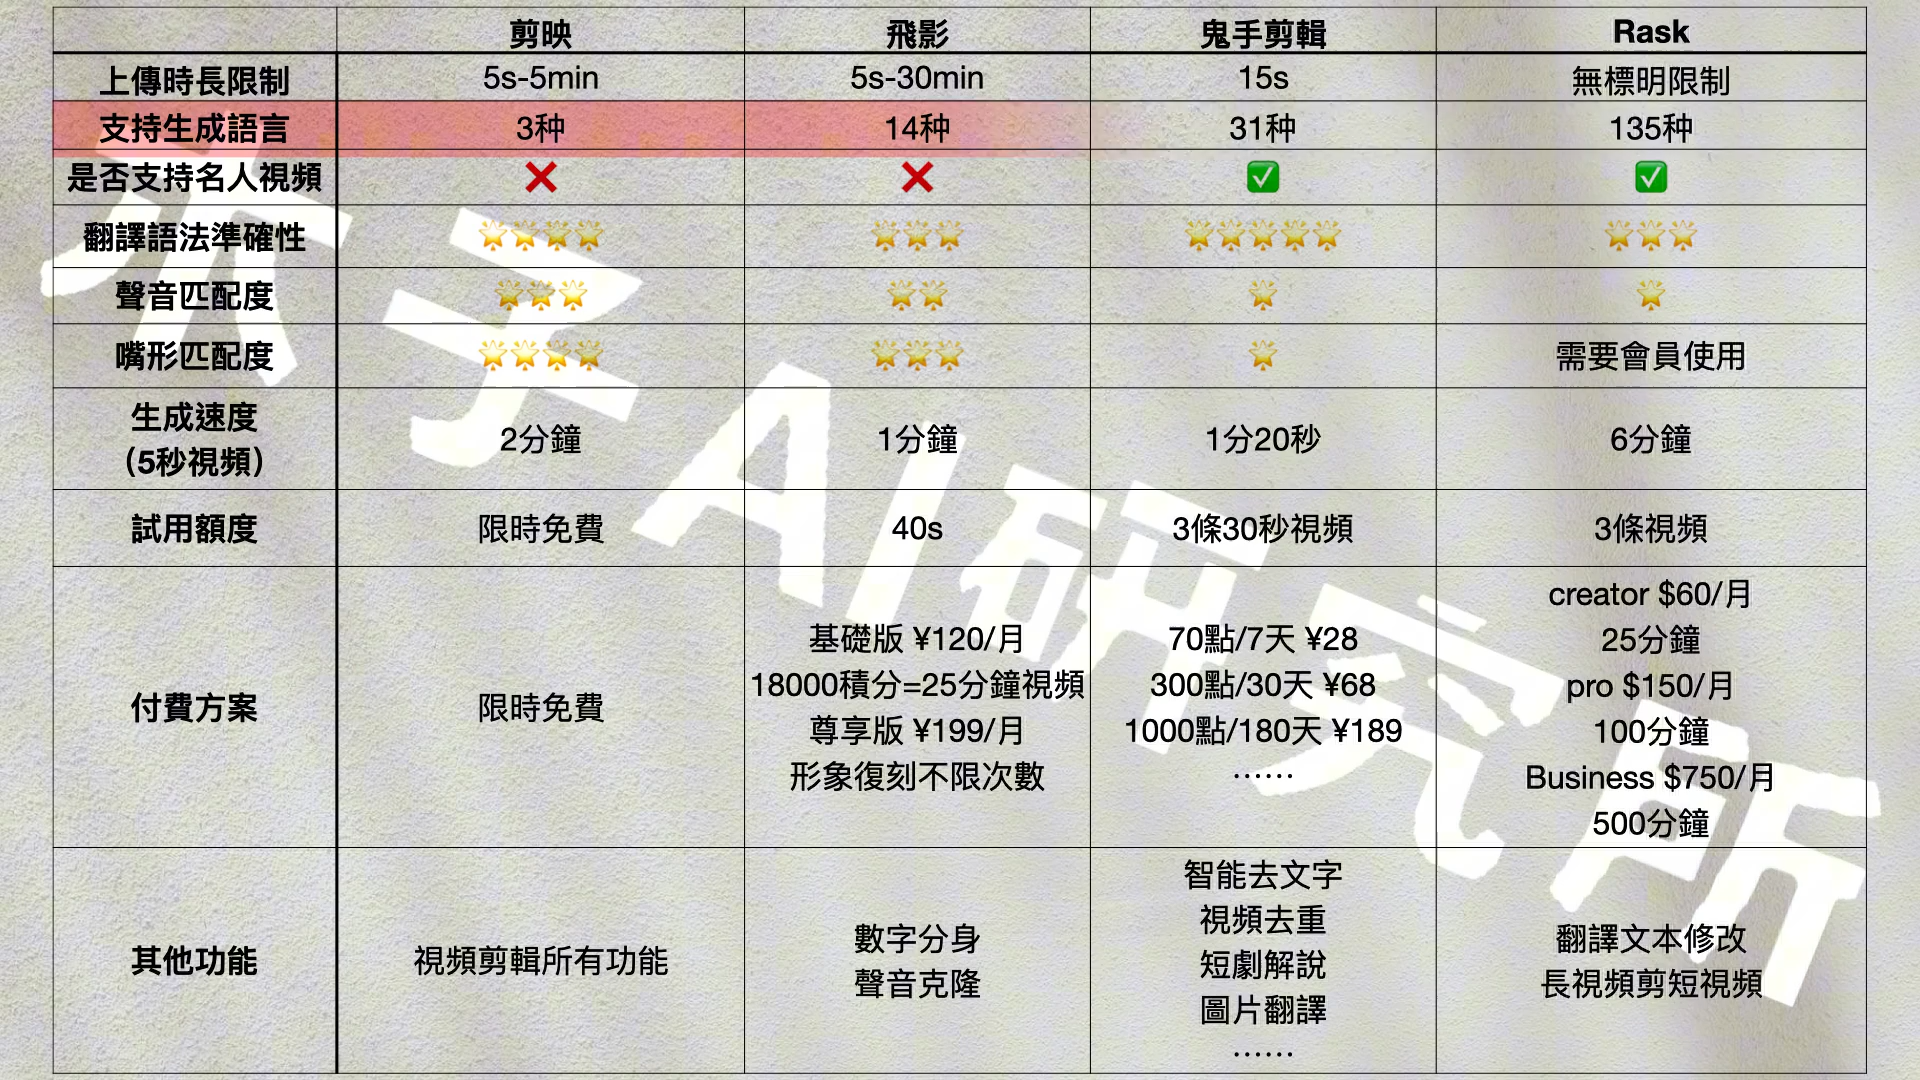 剪映 飛影 鬼手剪輯 Rask
上傳時長限制 5s-5min 5s-30min 15s 無標明限制
支持生成語言 3种 14种 31种 135种
是否支持名人視頻
翻譯語法準確性
聲音匹配度
嘴形匹配度 需要會員使用
生成速度
（5秒視頻） 2分鐘 1分鐘 1分20秒 6分鐘
試用額度 限時免費 40s 3條30秒視頻 3條視頻
付費方案 限時免費
基礎版 ¥120/月
18000積分=25分鐘視頻
尊享版 ¥199/月
形象復刻不限次數
70點/7天 ¥28
300點/30天 ¥68
1000點/180天 ¥189
……
creator $60/月
25分鐘
pro $150/月
100分鐘
Business $750/月
500分鐘
其他功能 視頻剪輯所有功能
數字分身
聲音克隆
智能去文字
視頻去重
短劇解說
圖片翻譯
……
翻譯文本修改
長視頻剪短視頻
子AI研究所